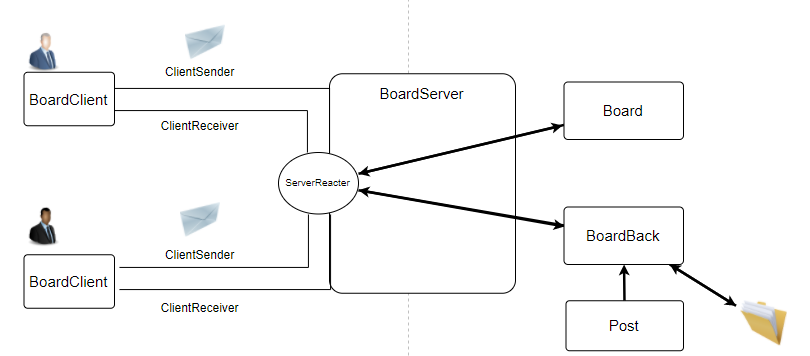 ClientSender
BoardClient
BoardServer
Board
ClientReceiver
ServerReacter
BoardBack
ClientSender
BoardClient
ClientReceiver
Post